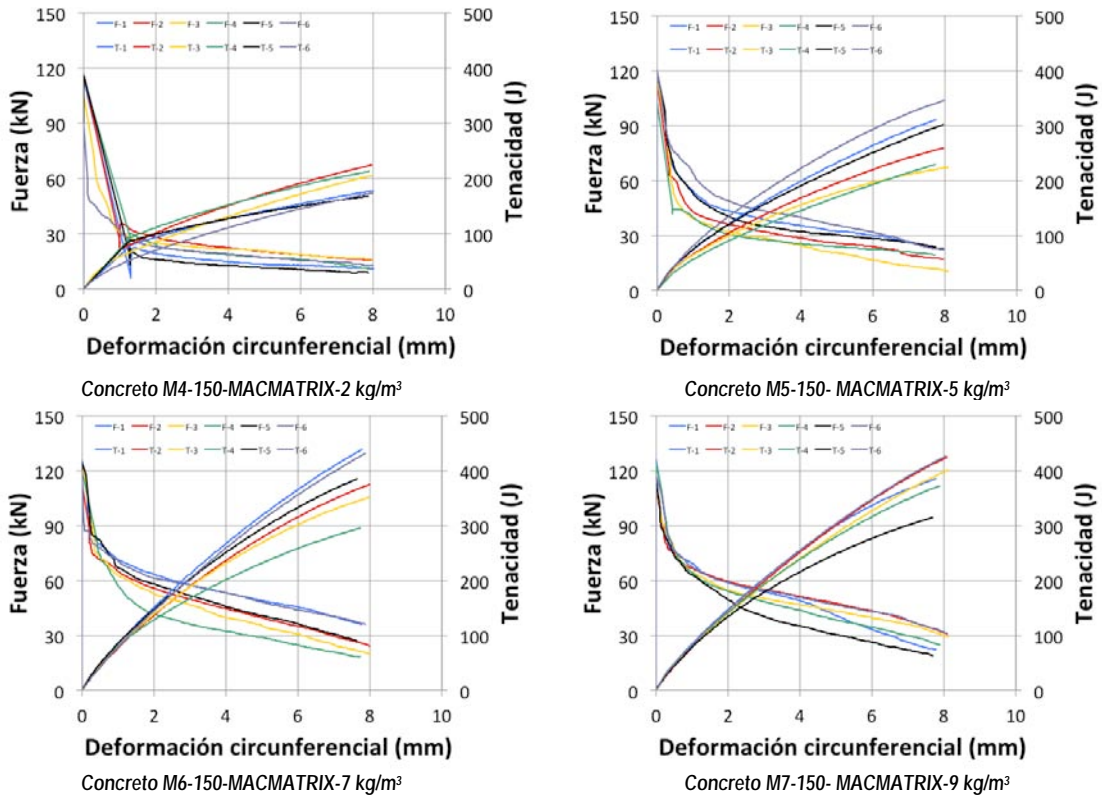 F-1 F-2 F-3 F-4 F-5 F-6
T-1 T-2 T-3 T-4 T-5 T-6
150
120
90
60
30
0
Fuerza (kN)
500
400
300
200
100
0
Tenacidad (J)
0 2 4 6 8 10
Deformación circunferencial (mm)
Concreto M4-150-MACMATRIX-2 kg/m³
F-1 F-2 F-3 F-4 F-5 F-6
T-1 T-2 T-3 T-4 T-5 T-6
150
120
90
60
30
0
Fuerza (kN)
500
400
300
200
100
0
Tenacidad (J)
0 2 4 6 8 10
Deformación circunferencial (mm)
Concreto M5-150- MACMATRIX-5 kg/m³
F-1 F-2 F-3 F-4 F-5 F-6
T-1 T-2 T-3 T-4 T-5 T-6
150
120
90
60
30
0
Fuerza (kN)
500
400
300
200
100
0
Tenacidad (J)
0 2 4 6 8 10
Deformación circunferencial (mm)
Concreto M6-150-MACMATRIX-7 kg/m³
F-1 F-2 F-3 F-4 F-5 F-6
T-1 T-2 T-3 T-4 T-5 T-6
150
120
90
60
30
0
Fuerza (kN)
500
400
300
200
100
0
Tenacidad (J)
0 2 4 6 8 10
Deformación circunferencial (mm)
Concreto M7-150- MACMATRIX-9 kg/m³